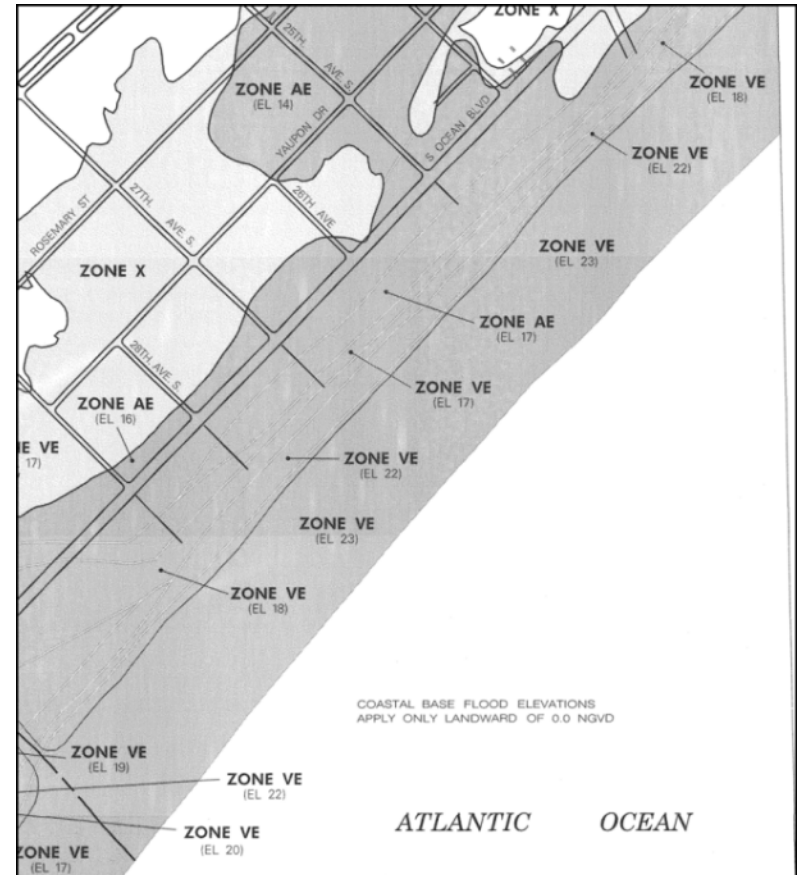 ZONE X
28TH. AVE. S.
ZONE AE
(EL 14)
YAUPON DR
S OCEAN BLVD
ZONE VE
(EL 18)
ZONE VE
(EL 22)
26TH AVE
27TH. AVE. S.
ROSEMARY ST
ZONE X
ZONE VE
(EL 23)
ZONE AE
(EL 17)
28TH. AVE. S.
ZONE VE
(EL 17)
ZONE AE
(EL 16)
VE
17)
ZONE VE
(EL 22)
ZONE VE
(EL 23)
ZONE VE
(EL 18)
COASTAL BASE FLOOD ELEVATIONS
APPLY ONLY LANDWARD OF 0.0 NGVD
ZONE VE
(EL 19)
ZONE VE
(EL 22)
ATLANTIC OCEAN
ZONE VE
(EL 20)
ZONE VE
(EL 17)